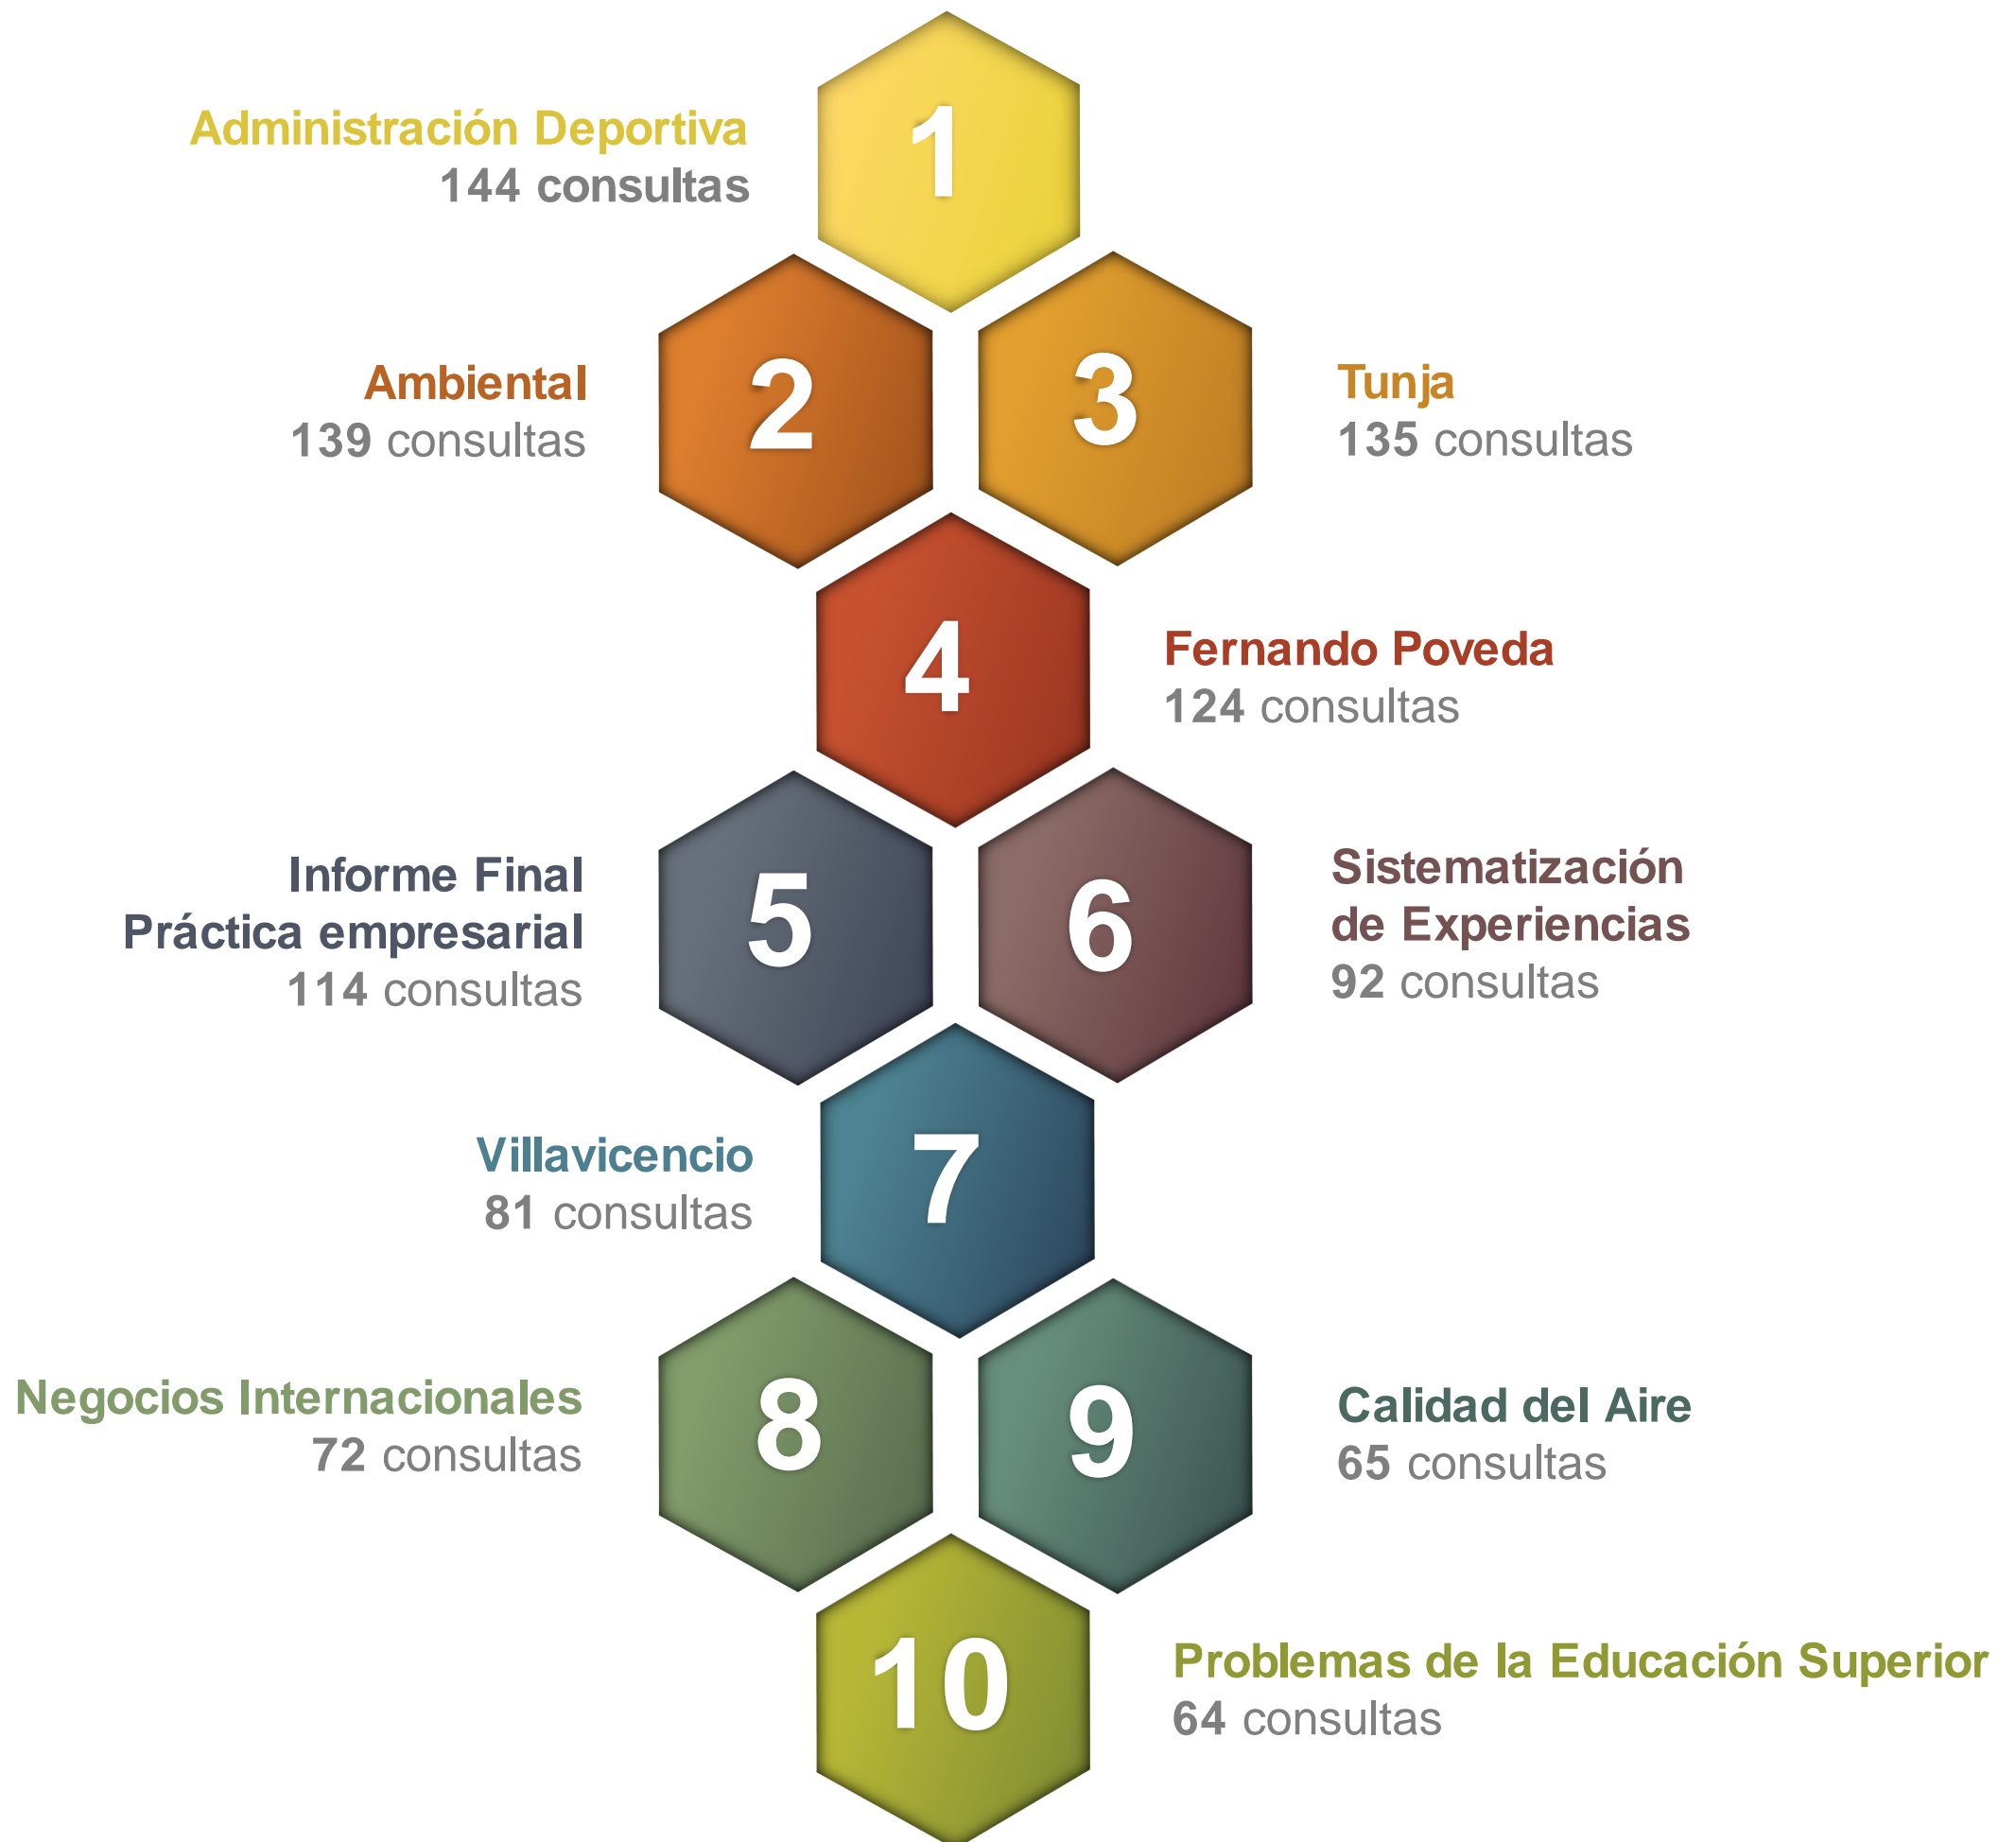 1
Administración Deportiva
144 consultas
2
Ambiental
139 consultas
3
Tunja
135 consultas
4
Fernando Poveda
124 consultas
5
Informe Final
Práctica empresarial
114 consultas
6
Sistematización
de Experiencias
92 consultas
7
Villavicencio
81 consultas
8
Negocios Internacionales
72 consultas
9
Calidad del Aire
65 consultas
10
Problemas de la Educación Superior
64 consultas